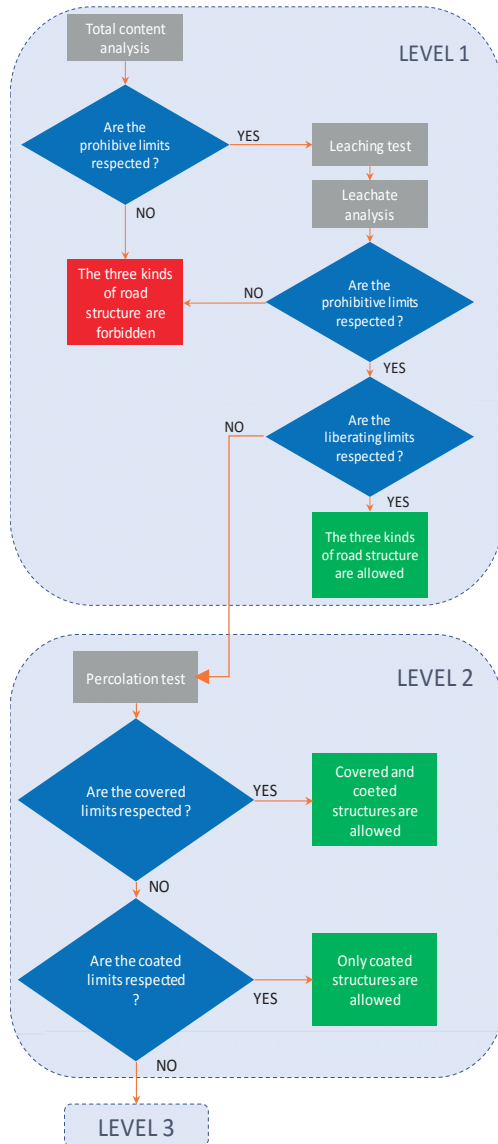 LEVEL 1
Total content
analysis
Are the
prohibive limits
respected ?
YES
Leaching test
Leachate
analysis
NO
The three kinds
of road
structure are
forbidden
NO
Are the
prohibitive limits
respected ?
YES
Are the
liberating limits
respected ?
NO
YES
The three kinds
of road structure
are allowed
LEVEL 2
Percolation test
Are the covered
limits respected ?
YES
Covered and
coeted
structures are
allowed
NO
Are the coated
limits respected
?
YES
Only coated
structures are
allowed
NO
LEVEL 3